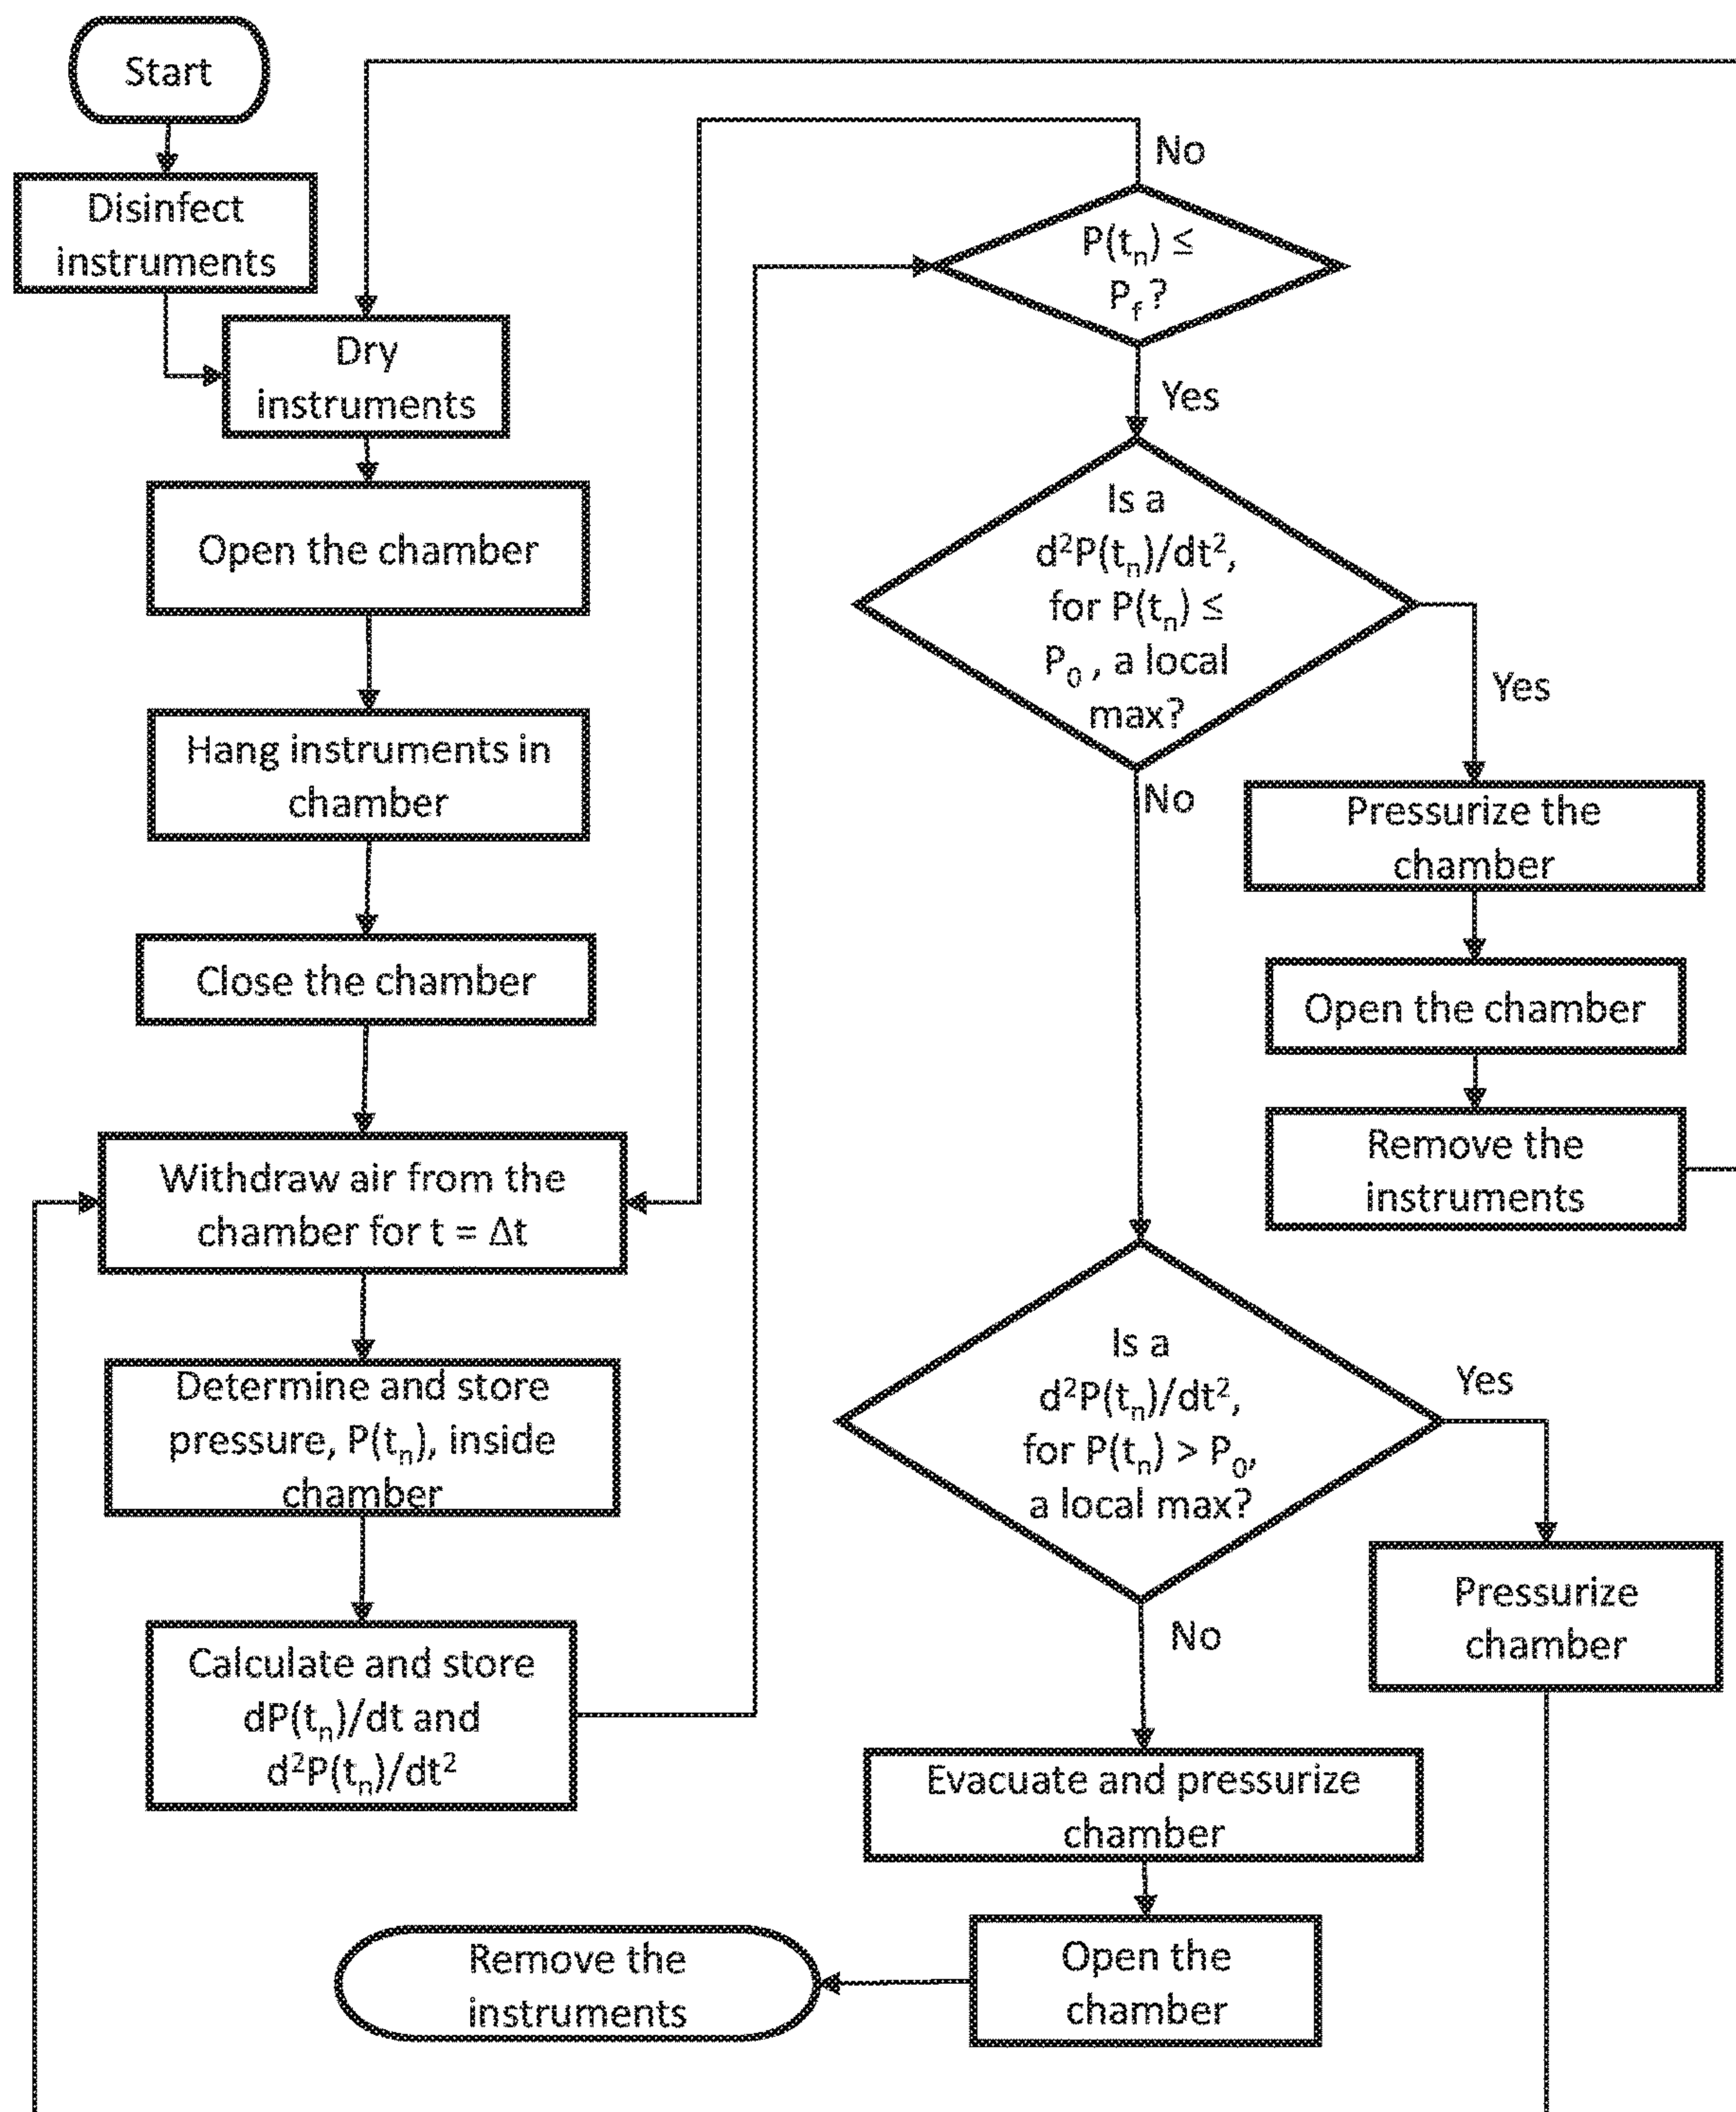 Start
Disinfect
instruments
Dry
instruments
Open the chamber
Hang instruments in
chamber
Close the chamber
Withdraw air from the
chamber for t = Δt
Determine and store
pressure, P(tₙ), inside
chamber
Calculate and store
dP(tₙ)/dt and
d²P(tₙ)/dt²
No
P(tₙ) ≤
P_f ?
Yes
Is a
d²P(tₙ)/dt²,
for P(tₙ) ≤
P₀ , a local
max?
Yes
No
Pressurize the
chamber
Open the chamber
Remove the
instruments
Is a
d²P(tₙ)/dt²,
for P(tₙ) > P₀,
a local max?
Yes
No
Pressurize
chamber
Evacuate and pressurize
chamber
Open the
chamber
Remove the
instruments